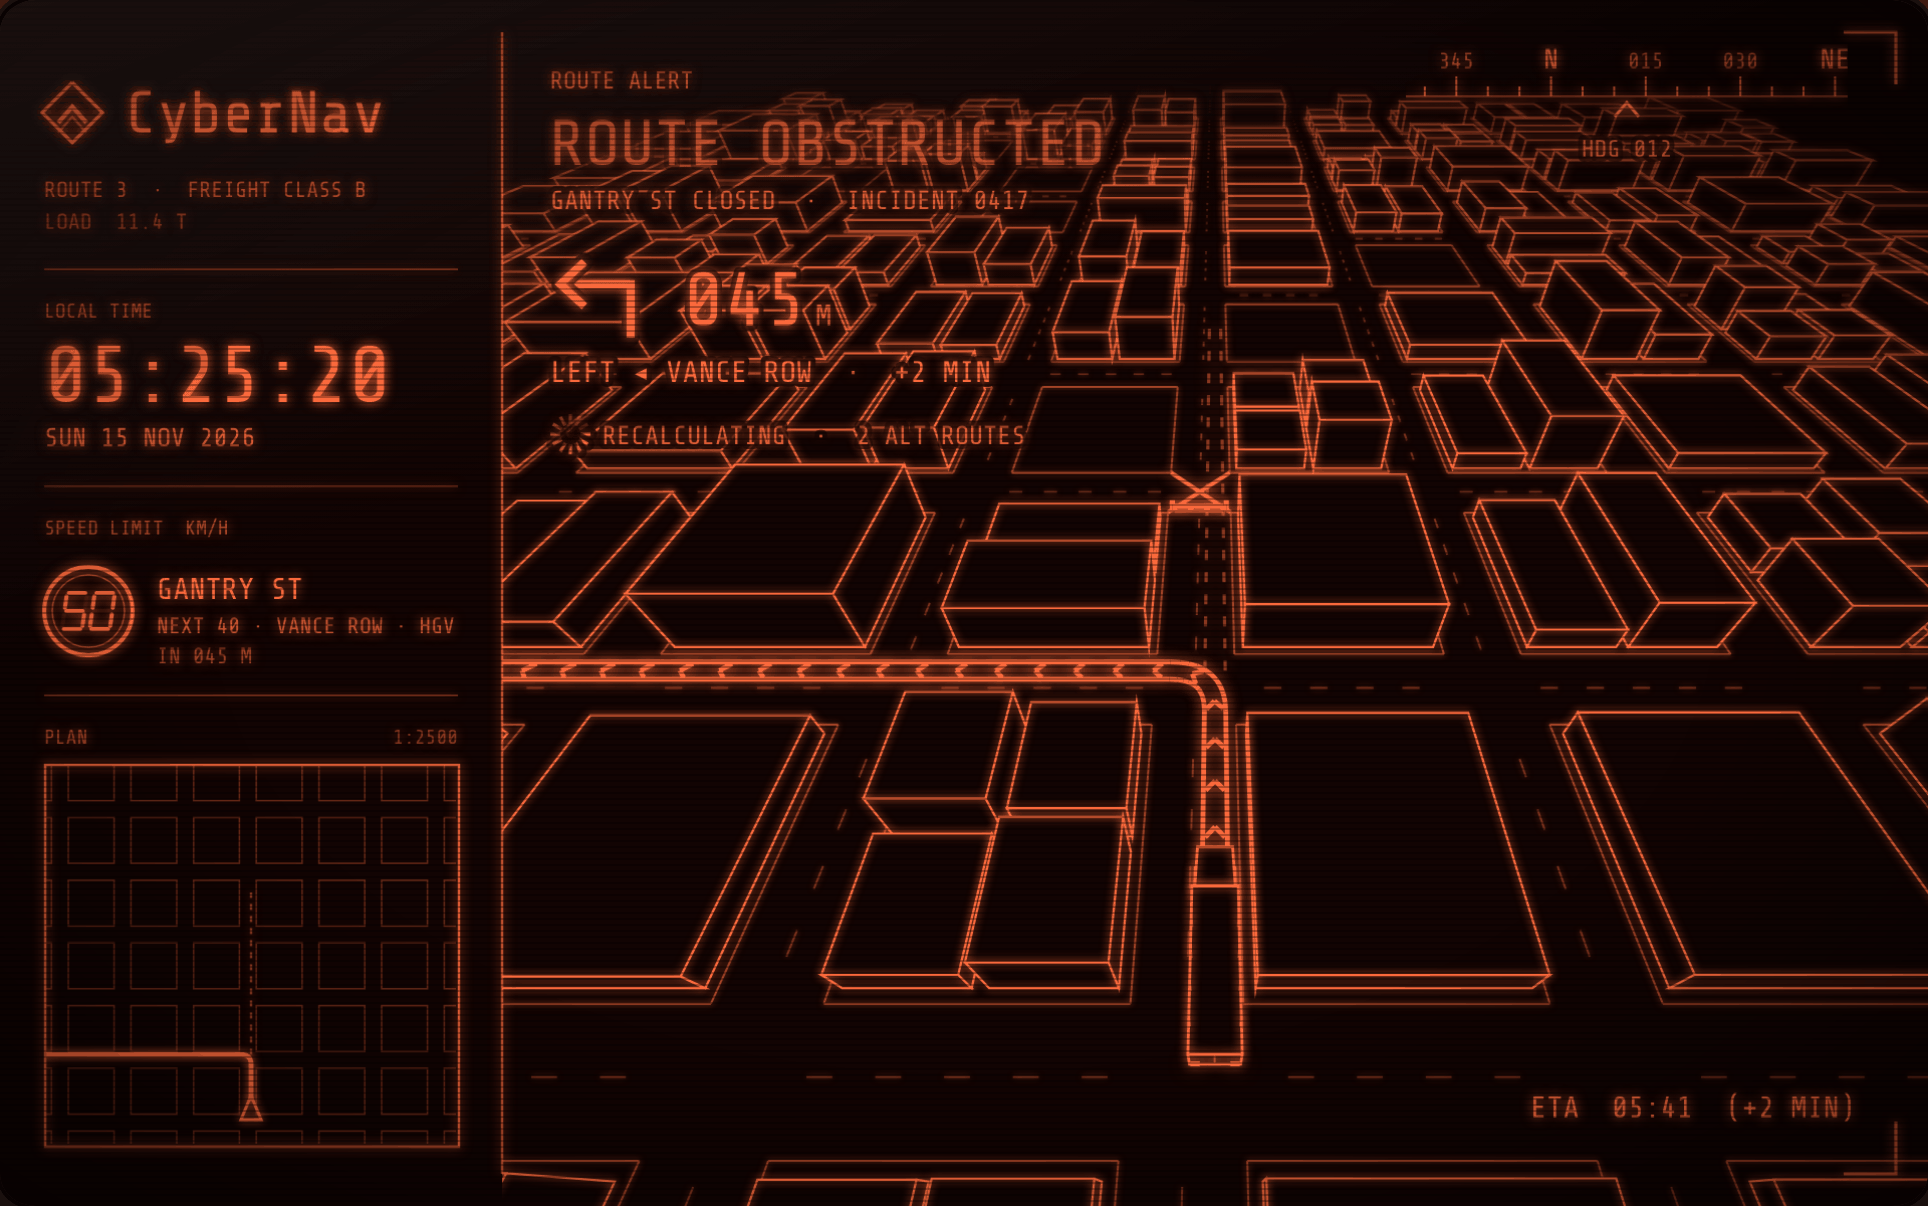 CyberNav
ROUTE 3 · FREIGHT CLASS B
LOAD 11.4 T
LOCAL TIME
05:25:20
SUN 15 NOV 2026
SPEED LIMIT KM/H
50
GANTRY ST
NEXT 40 · VANCE ROW · HGV
IN 045 M
PLAN 1:2500
ROUTE ALERT
ROUTE OBSTRUCTED
GANTRY ST CLOSED · INCIDENT 0417
045 M
LEFT ◄ VANCE ROW · +2 MIN
RECALCULATING · 2 ALT ROUTES
345 N 015 030 NE
HDG 012
ETA 05:41 (+2 MIN)